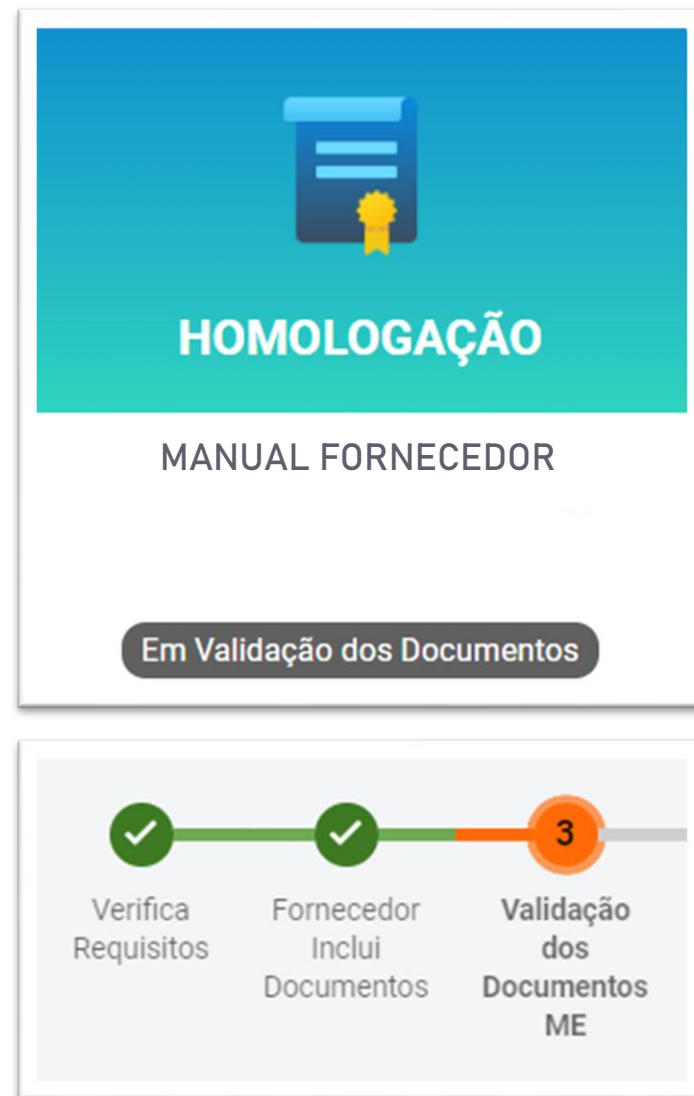 HOMOLOGAÇÃO
MANUAL FORNECEDOR
Em Validação dos Documentos
3
Verifica
Requisitos
Fornecedor
Inclui
Documentos
Validação
dos
Documentos
ME